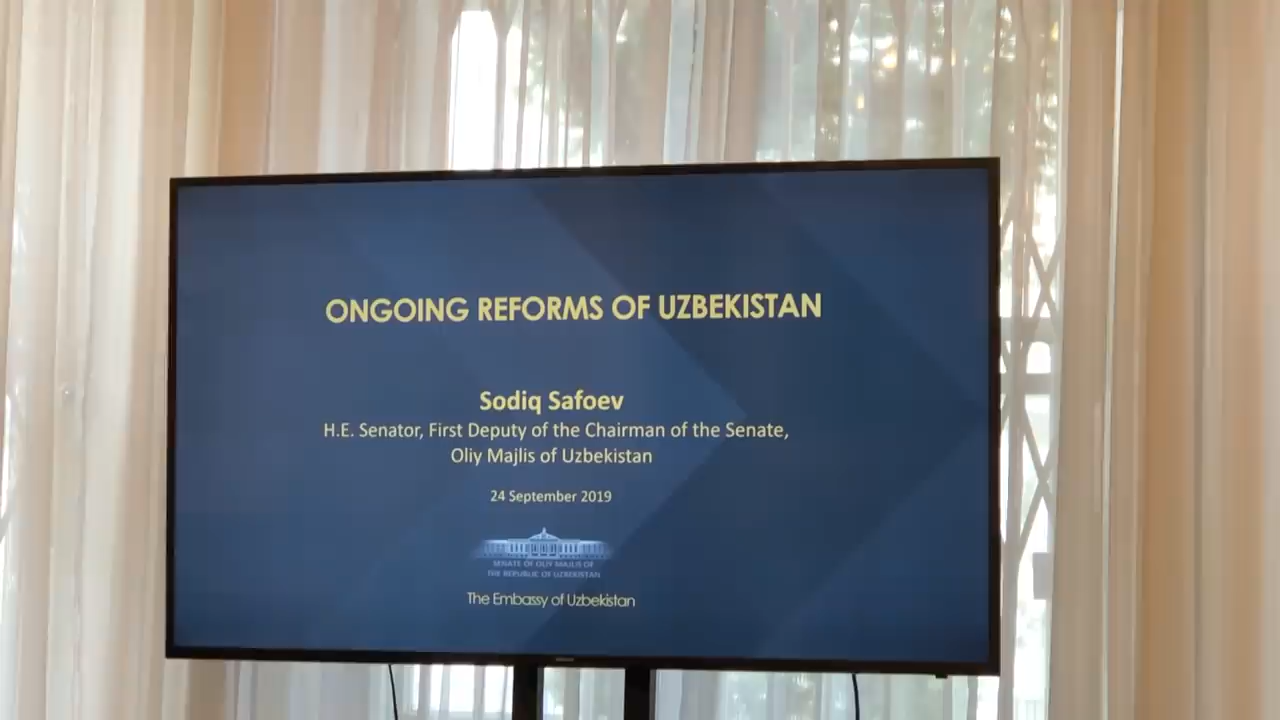 ONGOING REFORMS OF UZBEKISTAN
Sodiq Safoev
H.E. Senator, First Deputy of the Chairman of the Senate,
Oliy Majlis of Uzbekistan
24 September 2019
SENATE OF OLIY MAJLIS OF
THE REPUBLIC OF UZBEKISTAN
The Embassy of Uzbekistan